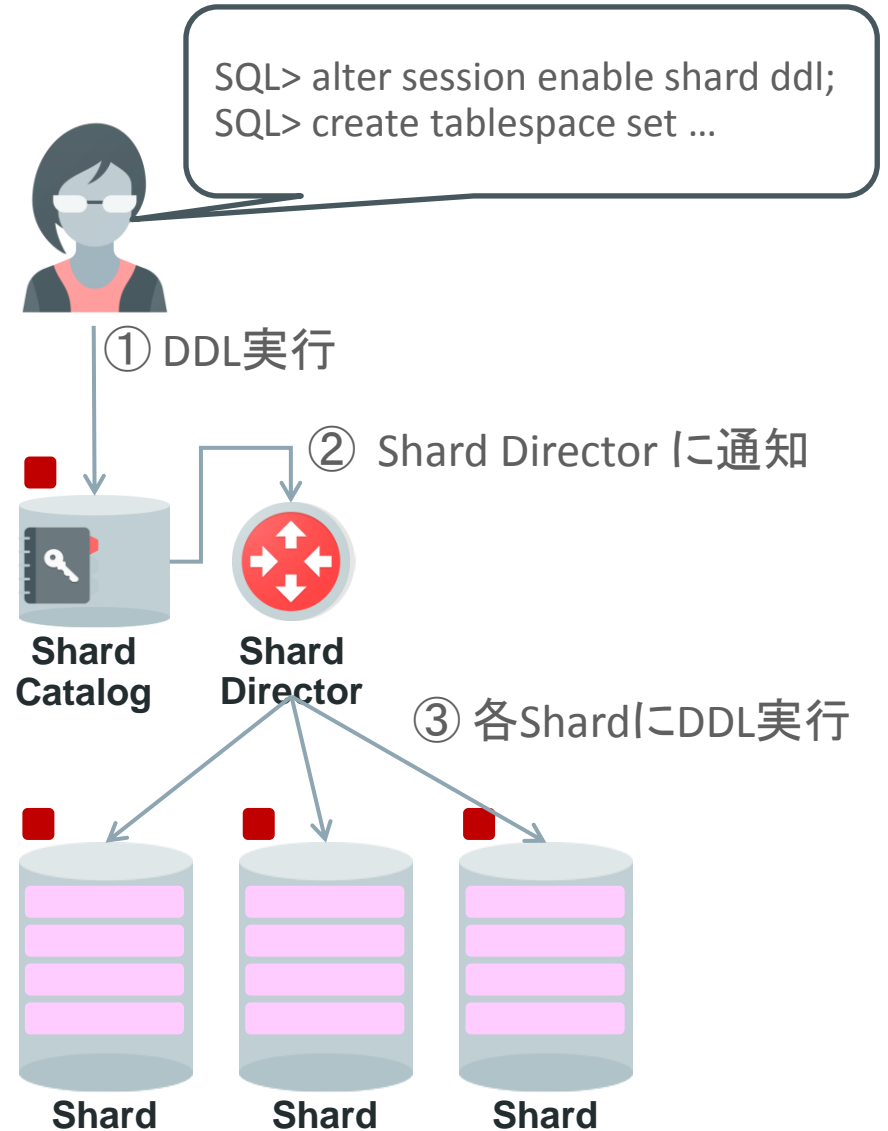 SQL> alter session enable shard ddl;
SQL> create tablespace set …
① DDL実行
② Shard Director に通知
Shard
Catalog
Shard
Director
③ 各ShardにDDL実行
Shard
Shard
Shard